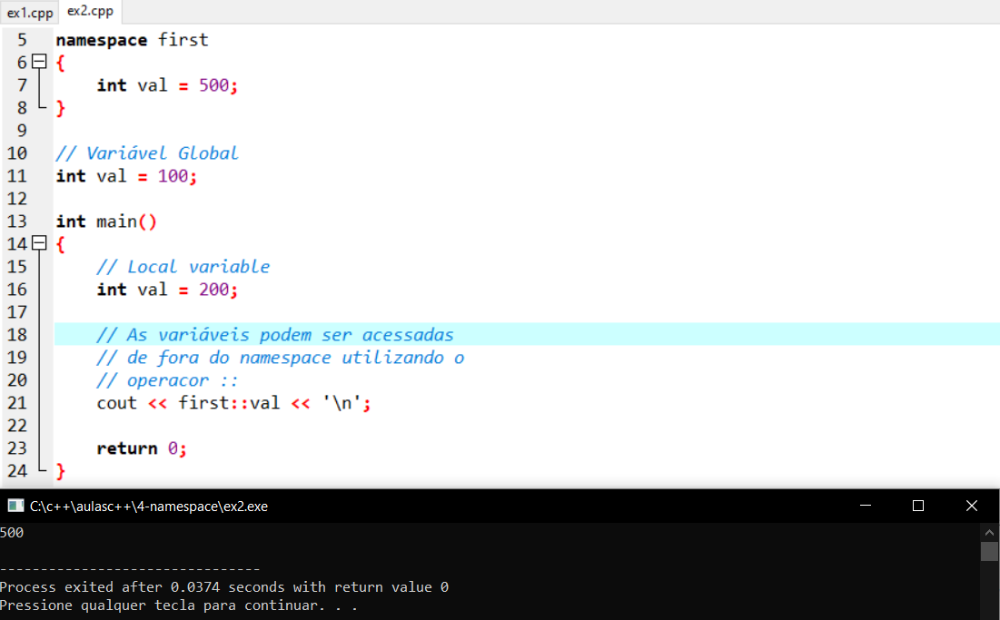 ex1.cpp ex2.cpp
5 namespace first
6 {
7 int val = 500;
8 }
9
10 // Variável Global
11 int val = 100;
12
13 int main()
14 {
15 // Local variable
16 int val = 200;
17
18 // As variáveis podem ser acessadas
19 // de fora do namespace utilizando o
20 // operacor ::
21 cout << first::val << '\n';
22
23 return 0;
24 }
C:\c++\aulasc++\4-namespace\ex2.exe
500
--------------------------------
Process exited after 0.0374 seconds with return value 0
Pressione qualquer tecla para continuar. . .